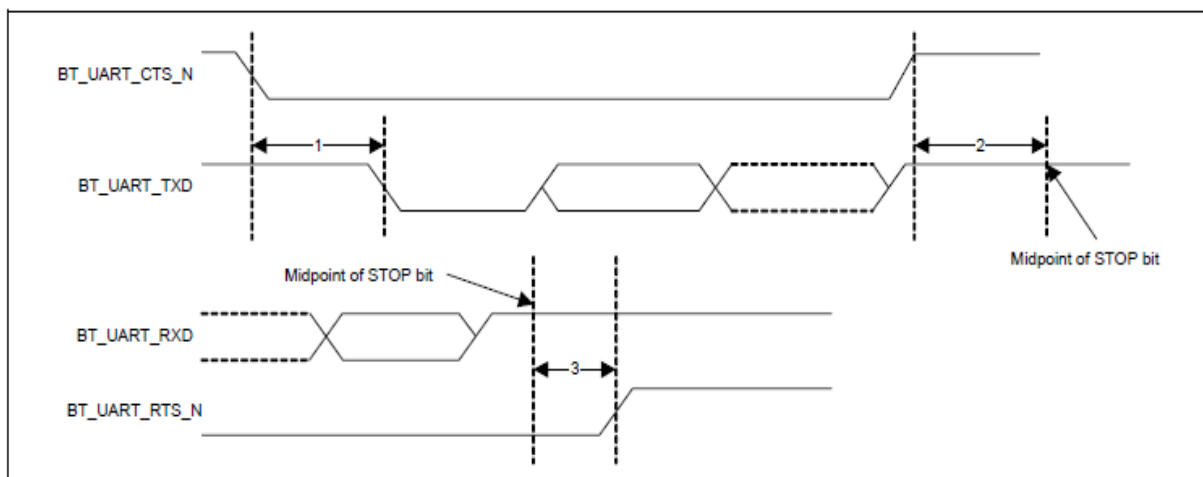 BT_UART_CTS_N
1
2
BT_UART_TXD
Midpoint of STOP bit
Midpoint of STOP bit
BT_UART_RXD
3
BT_UART_RTS_N